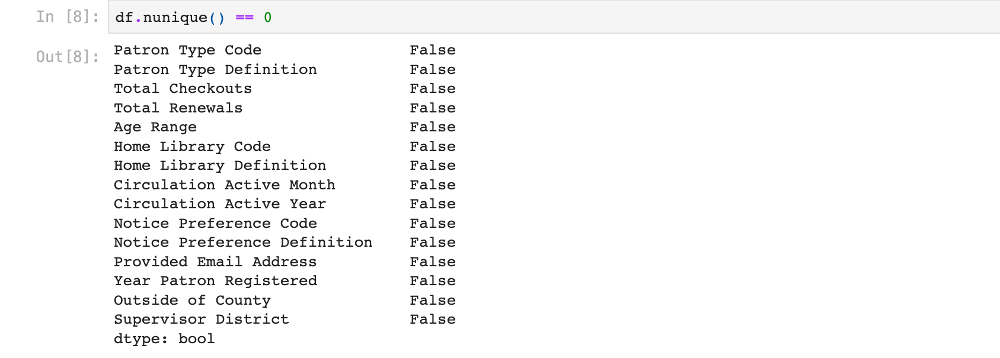 In [8]: df.nunique() == 0
Out[8]:
Patron Type Code False
Patron Type Definition False
Total Checkouts False
Total Renewals False
Age Range False
Home Library Code False
Home Library Definition False
Circulation Active Month False
Circulation Active Year False
Notice Preference Code False
Notice Preference Definition False
Provided Email Address False
Year Patron Registered False
Outside of County False
Supervisor District False
dtype: bool